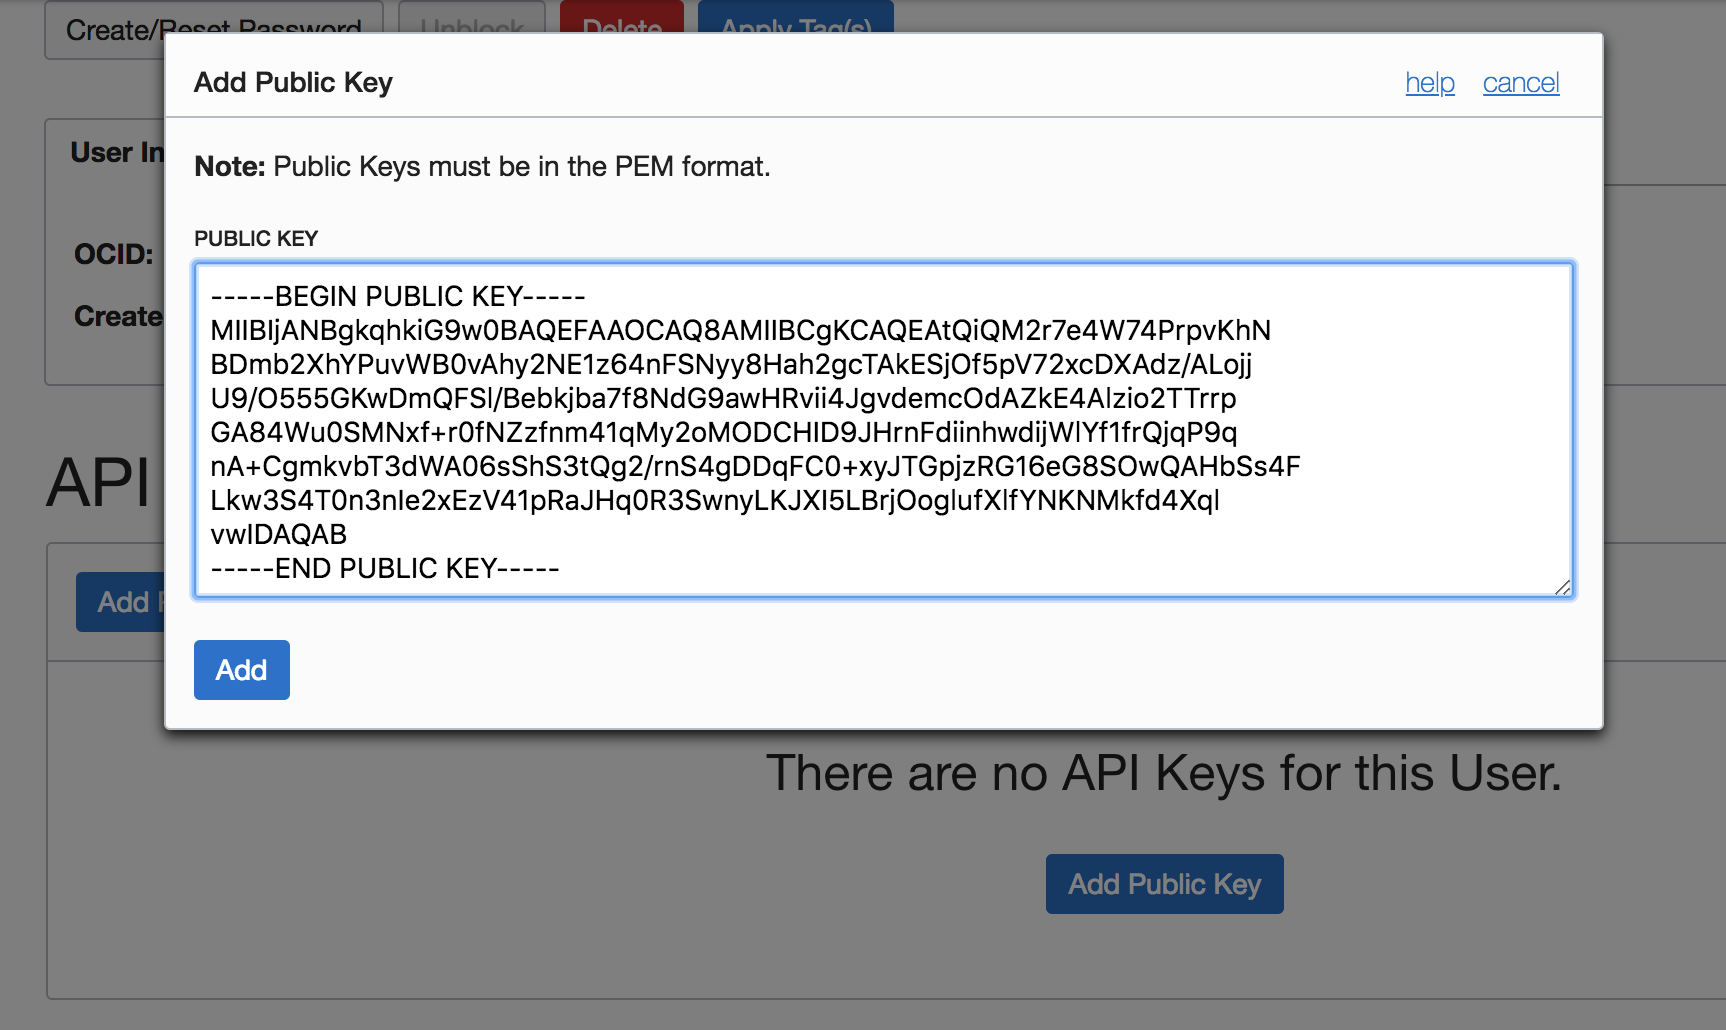 Create/Reset Password Unblock Delete Apply Tag(s)
Add Public Key help cancel
User In
Note: Public Keys must be in the PEM format.
PUBLIC KEY
OCID:
Create
-----BEGIN PUBLIC KEY-----
MIIBIjANBgkqhkiG9w0BAQEFAAOCAQ8AMIIBCgKCAQEAtQiQM2r7e4W74PrpvKhN
BDmb2XhYPuvWB0vAhy2NE1z64nFSNyy8Hah2gcTAkESjOf5pV72xcDXAdz/ALojj
U9/O555GKwDmQFSl/Bebkjba7f8NdG9awHRvii4JgvdemcOdAZkE4Alzio2TTrrp
GA84Wu0SMNxf+r0fNZzfnm41qMy2oMODCHID9JHrnFdiinhwdijWlYf1frQjqP9q
nA+CgmkvbT3dWA06sShS3tQg2/rnS4gDDqFC0+xyJTGpjzRG16eG8SOwQAHbSs4F
Lkw3S4T0n3nIe2xEzV41pRaJHq0R3SwnyLKJXI5LBrjOoglufXlfYNKNMkfd4Xql
vwIDAQAB
-----END PUBLIC KEY-----
API
Add
Add
There are no API Keys for this User.
Add Public Key